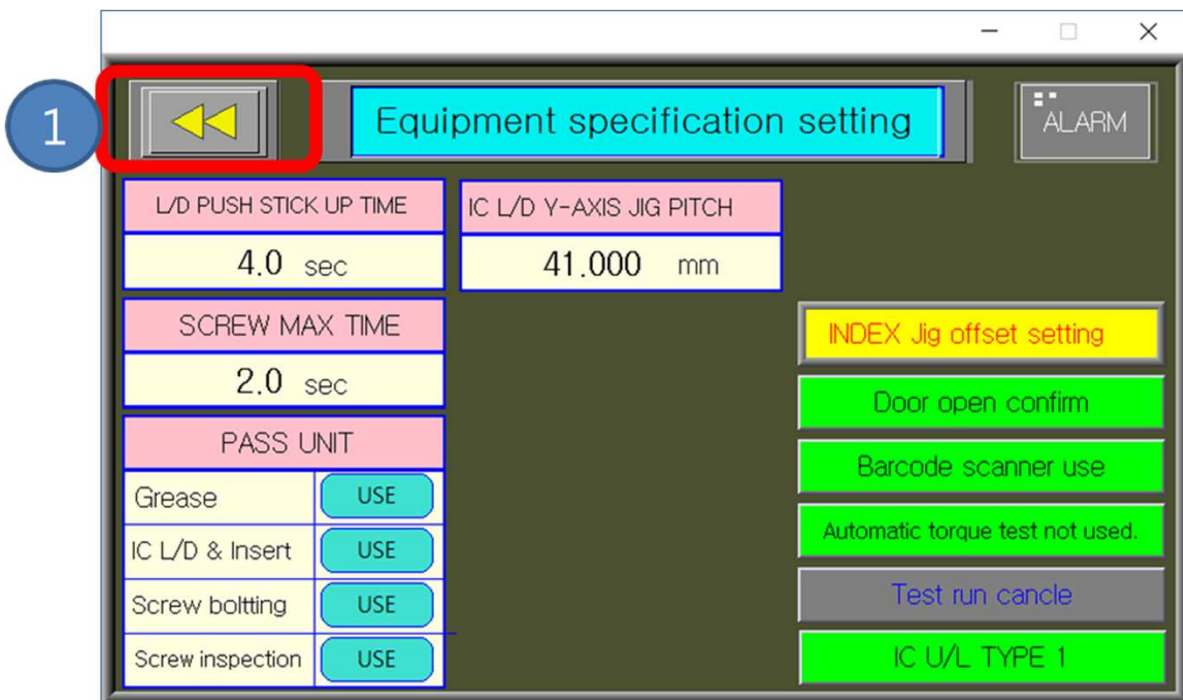 1
Equipment specification setting
ALARM
L/D PUSH STICK UP TIME
4.0 sec
IC L/D Y-AXIS JIG PITCH
41.000 mm
SCREW MAX TIME
2.0 sec
PASS UNIT
Grease USE
IC L/D & Insert USE
Screw boltting USE
Screw inspection USE
INDEX Jig offset setting
Door open confirm
Barcode scanner use
Automatic torque test not used.
Test run cancle
IC U/L TYPE 1